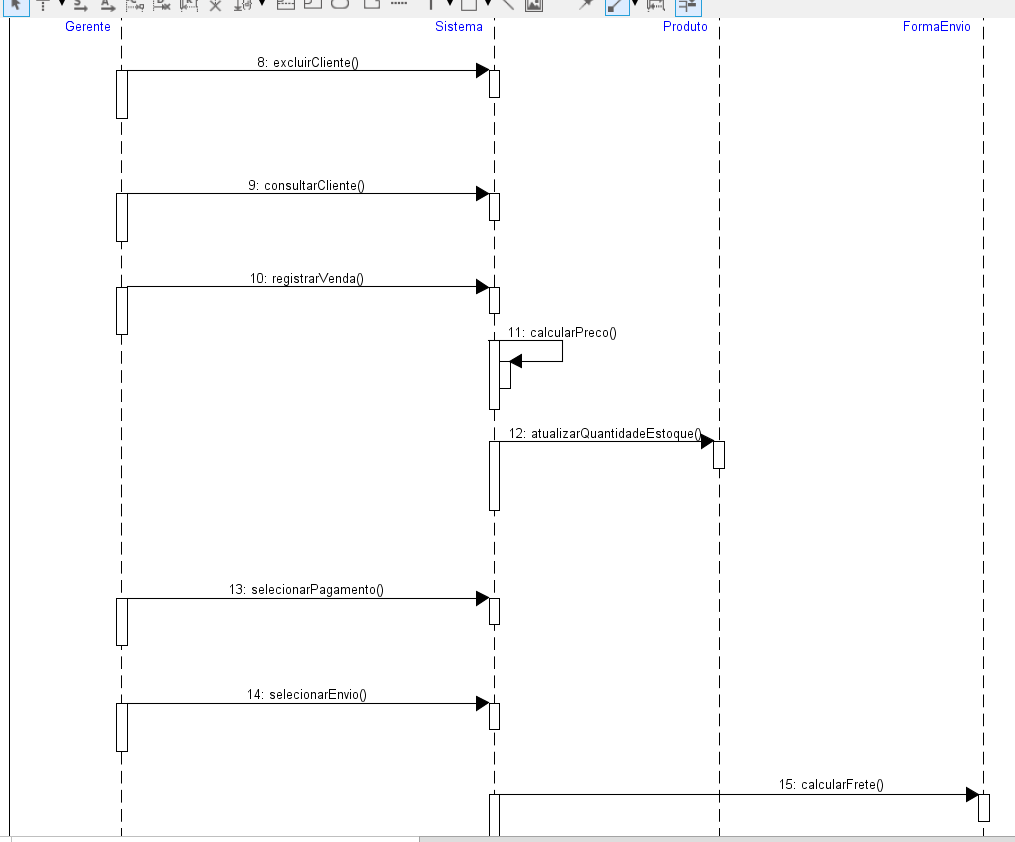 Gerente
Sistema
Produto
FormaEnvio
8: excluirCliente()
9: consultarCliente()
10: registrarVenda()
11: calcularPreco()
12: atualizarQuantidadeEstoque()
13: selecionarPagamento()
14: selecionarEnvio()
15: calcularFrete()